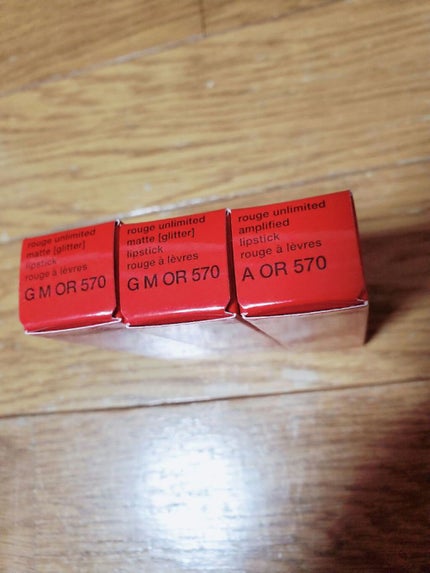 rouge unlimited
matte [glitter]
lipstick
rouge à lèvres
G M OR 570
rouge unlimited
matte [glitter]
lipstick
rouge à lèvres
G M OR 570
rouge unlimited
amplified
lipstick
rouge à lèvres
A OR 570